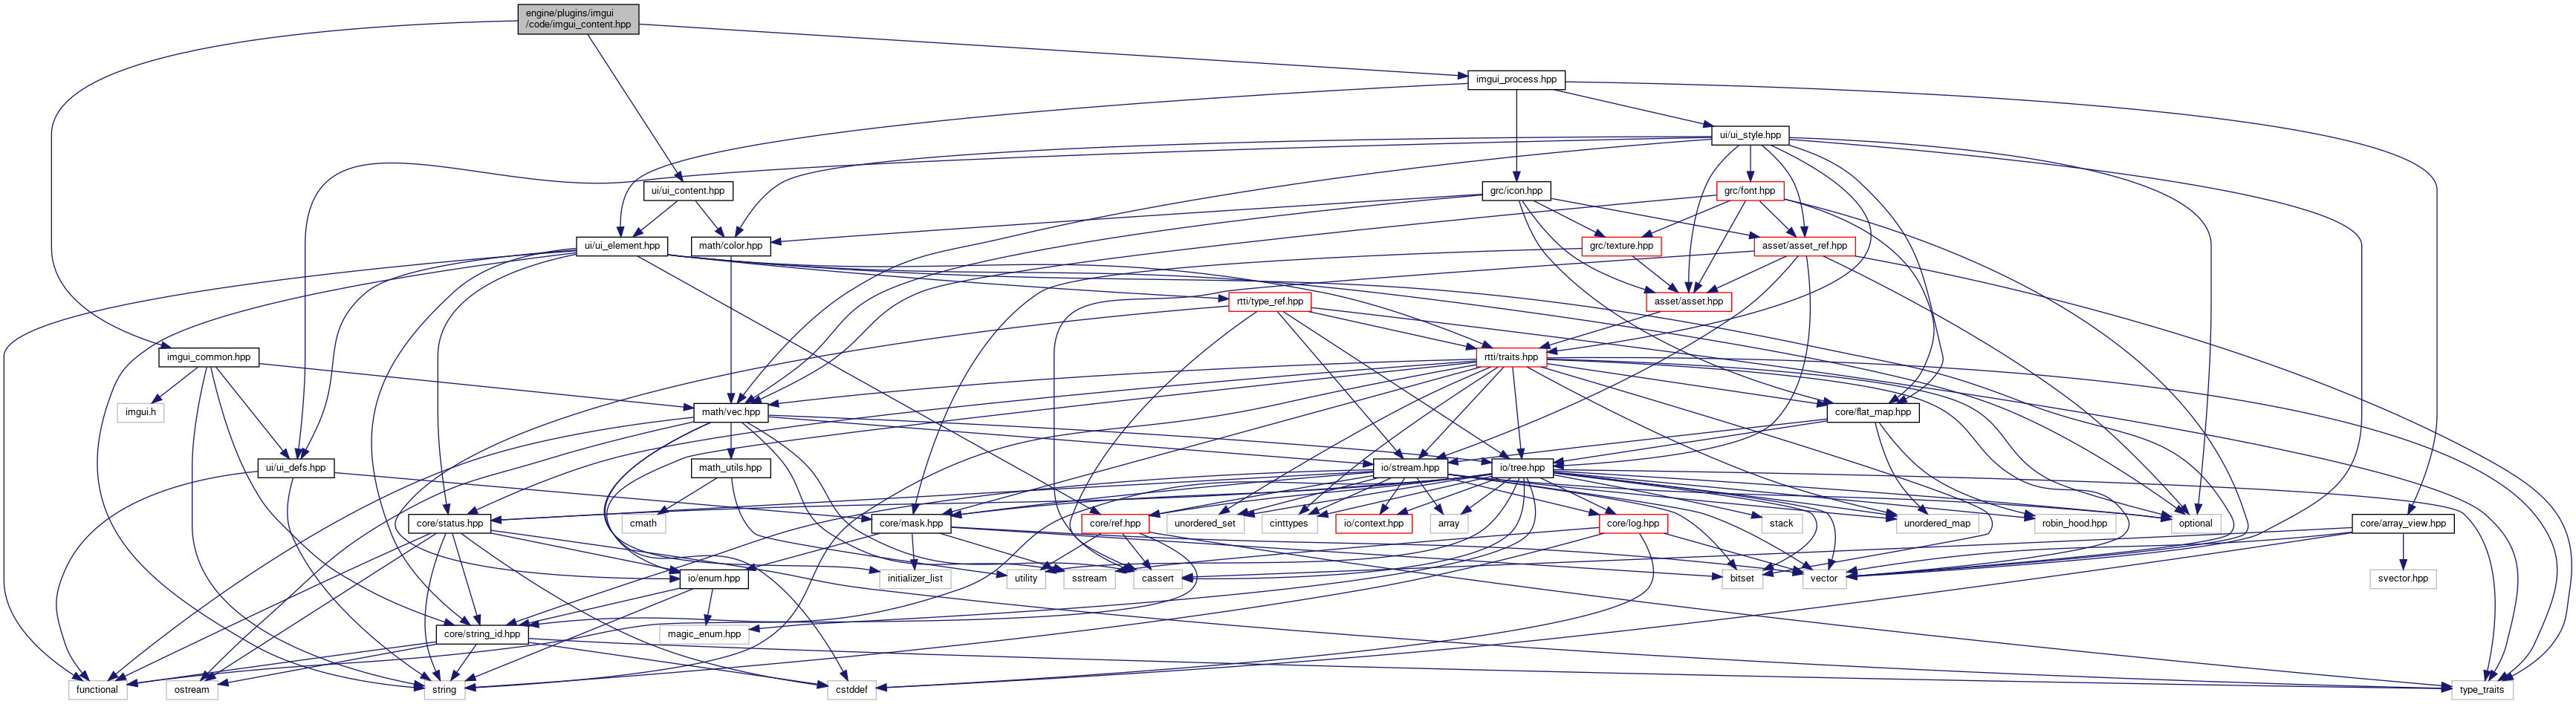 engine/plugins/imgui
/code/imgui_content.hpp
imgui_process.hpp
ui/ui_style.hpp
ui/ui_content.hpp
grc/icon.hpp
grc/font.hpp
ui/ui_element.hpp
math/color.hpp
grc/texture.hpp
asset/asset_ref.hpp
rtti/type_ref.hpp
asset/asset.hpp
imgui_common.hpp
rtti/traits.hpp
imgui.h
math/vec.hpp
core/flat_map.hpp
ui/ui_defs.hpp
math_utils.hpp
io/stream.hpp
io/tree.hpp
core/status.hpp
cmath
core/mask.hpp
core/ref.hpp
unordered_set
cinttypes
io/context.hpp
array
core/log.hpp
stack
unordered_map
robin_hood.hpp
optional
core/array_view.hpp
io/enum.hpp
initializer_list
utility
sstream
cassert
bitset
vector
svector.hpp
core/string_id.hpp
magic_enum.hpp
functional
ostream
string
cstddef
type_traits